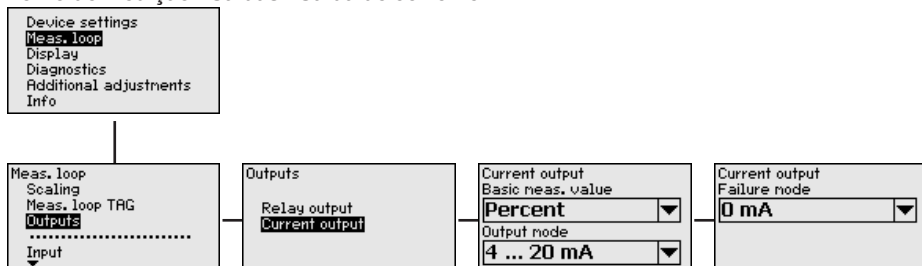 Device settings
Meas. loop
Display
Diagnostics
Additional adjustments
Info
Meas. loop
Scaling
Meas. loop TAG
Outputs
Input
Outputs
Relay output
Current output
Current output
Basic meas. value
Percent
Output mode
4 ... 20 mA
Current output
Failure mode
0 mA